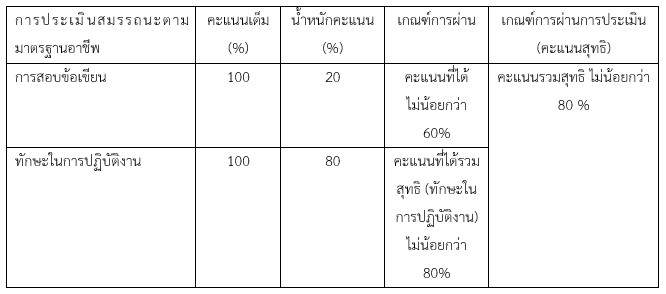 การประเมินสมรรถนะตาม
มาตรฐานอาชีพ
คะแนนเต็ม
(%)
น้ำหนักคะแนน
(%)
เกณฑ์การผ่าน
เกณฑ์การผ่านการประเมิน
(คะแนนสุทธิ)
การสอบข้อเขียน
100
20
คะแนนที่ได้
ไม่น้อยกว่า
60%
คะแนนรวมสุทธิ ไม่น้อยกว่า
80 %
ทักษะในการปฏิบัติงาน
100
80
คะแนนที่ได้รวม
สุทธิ (ทักษะใน
การปฏิบัติงาน)
ไม่น้อยกว่า
80%